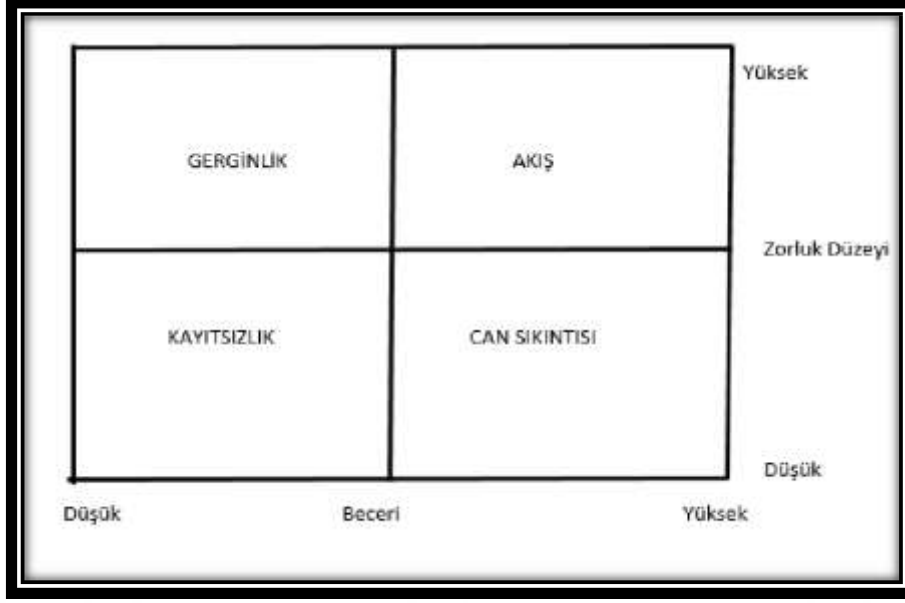 Yüksek
GERGİNLİK
AKIŞ
Zorluk Düzeyi
KAYITSIZLIK
CAN SIKINTISI
Düşük
Düşük
Beceri
Yüksek